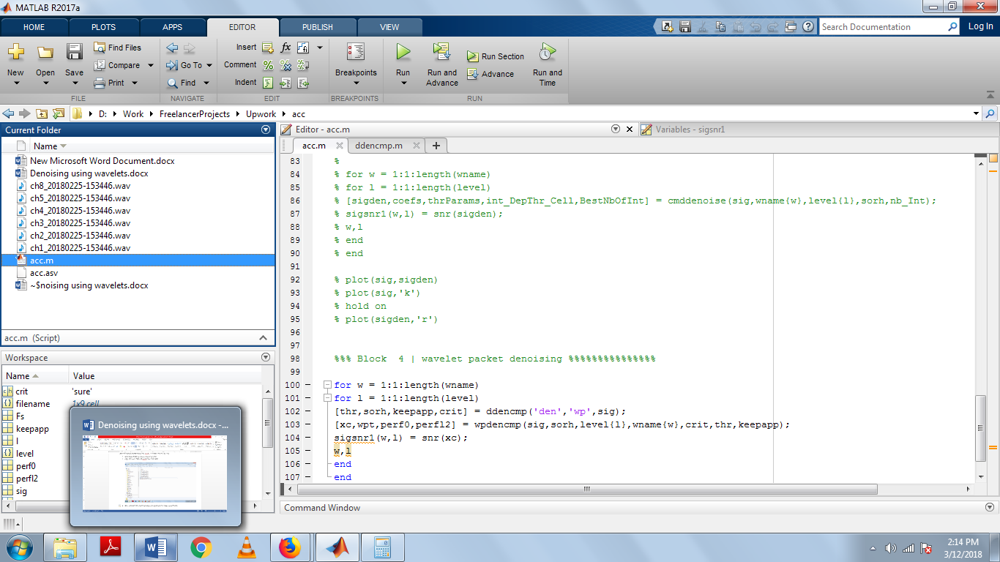 MATLAB R2017a
HOME PLOTS APPS EDITOR PUBLISH VIEW
Search Documentation
Log In
New
Open
Save
Find Files
Compare
Print
FILE
Go To
Find
NAVIGATE
Insert
Comment
Indent
EDIT
Breakpoints
BREAKPOINTS
Run
Run and Advance
Run Section
Advance
Run and Time
RUN
D: Work FreelancerProjects Upwork acc
Current Folder
Name
New Microsoft Word Document.docx
Denoising using wavelets.docx
ch8_20180225-153446.wav
ch5_20180225-153446.wav
ch4_20180225-153446.wav
ch3_20180225-153446.wav
ch2_20180225-153446.wav
ch1_20180225-153446.wav
acc.m
acc.asv
~$noising using wavelets.docx
acc.m (Script)
Workspace
Name Value
crit 'sure'
filename 1x9 cell
Fs
keepapp
l
level
perf0
perfl2
sig
Denoising using wavelets.docx -...
Editor - acc.m
Variables - sigsnr1
acc.m ddencmp.m +
83 %
84 % for w = 1:1:length(wname)
85 % for l = 1:1:length(level)
86 % [sigden,coefs,thrParams,int_DepThr_Cell,BestNbOfInt] = cmddenoise(sig,wname{w},level{l},sorh,nb_Int);
87 % sigsnr1(w,l) = snr(sigden);
88 % w,l
89 % end
90 % end
91
92 % plot(sig,sigden)
93 % plot(sig,'k')
94 % hold on
95 % plot(sigden,'r')
96
97
98 %%% Block  4 | wavelet packet denoising %%%%%%%%%%%%%%%
99
100 for w = 1:1:length(wname)
101 for l = 1:1:length(level)
102 [thr,sorh,keepapp,crit] = ddencmp('den','wp',sig);
103 [xc,wpt,perf0,perfl2] = wpdencmp(sig,sorh,level{l},wname{w},crit,thr,keepapp);
104 sigsnr1(w,l) = snr(xc);
105 w,l
106 end
107 end
Command Window
2:14 PM
3/12/2018